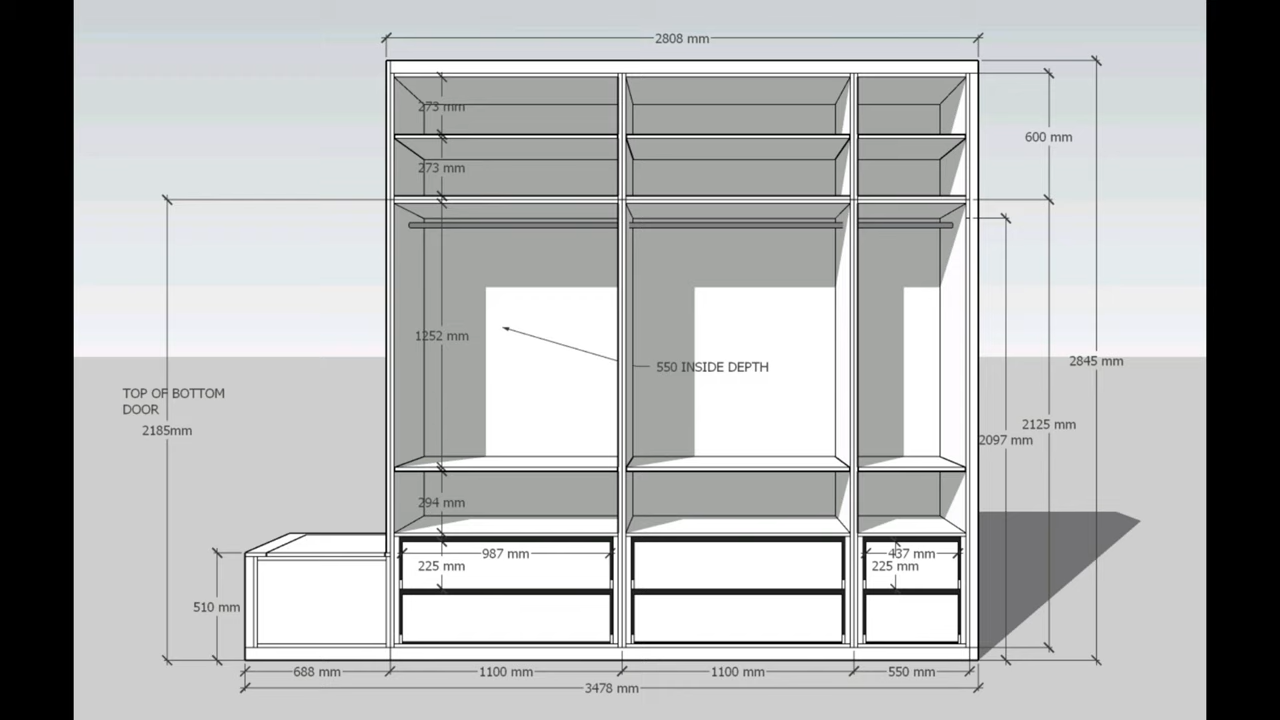 2808 mm
273 mm
600 mm
273 mm
1252 mm
550 INSIDE DEPTH
2845 mm
TOP OF BOTTOM
DOOR
2185mm
2125 mm
2097 mm
294 mm
987 mm
437 mm
225 mm
225 mm
510 mm
688 mm
1100 mm
1100 mm
550 mm
3478 mm